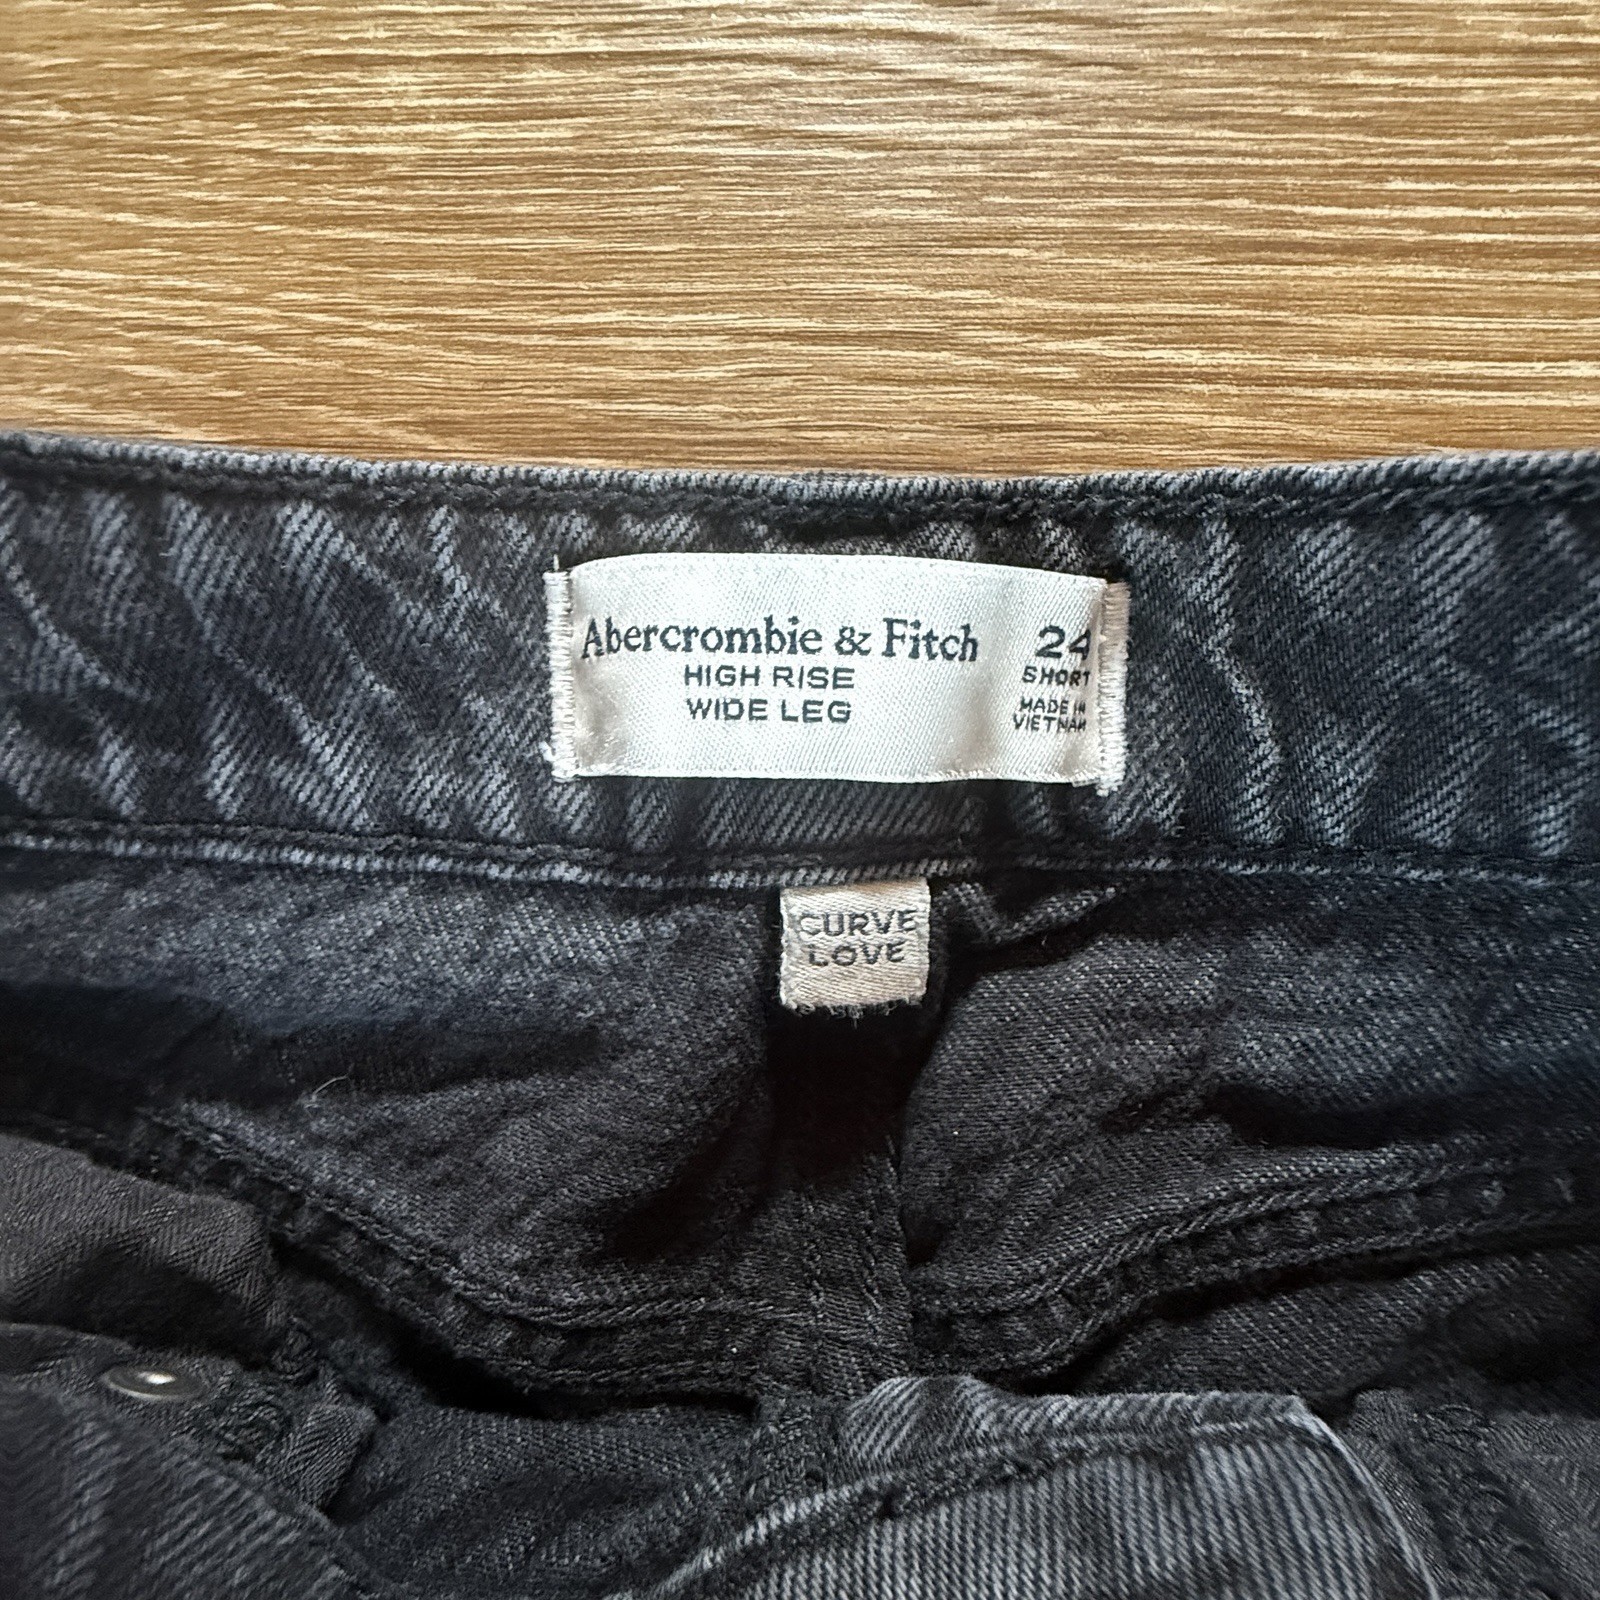 Abercrombie & Fitch
HIGH RISE
WIDE LEG
24
SHORT
MADE IN
VIETNAM
CURVE
LOVE